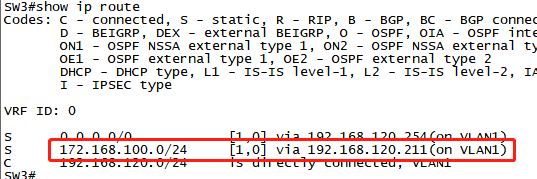 SW3#show ip route
Codes: C - connected, S - static, R - RIP, B - BGP, BC - BGP connec
D - BEIGRP, DEX - external BEIGRP, O - OSPF, OIA - OSPF inte
ON1 - OSPF NSSA external type 1, ON2 - OSPF NSSA external ty
OE1 - OSPF external type 1, OE2 - OSPF external type 2
DHCP - DHCP type, L1 - IS-IS level-1, L2 - IS-IS level-2, IA
I - IPSEC type
VRF ID: 0
S 0.0.0.0/0 [1,0] via 192.168.120.254(on VLAN1)
S 172.168.100.0/24 [1,0] via 192.168.120.211(on VLAN1)
C 192.168.120.0/24 is directly connected, VLAN1
SW3#